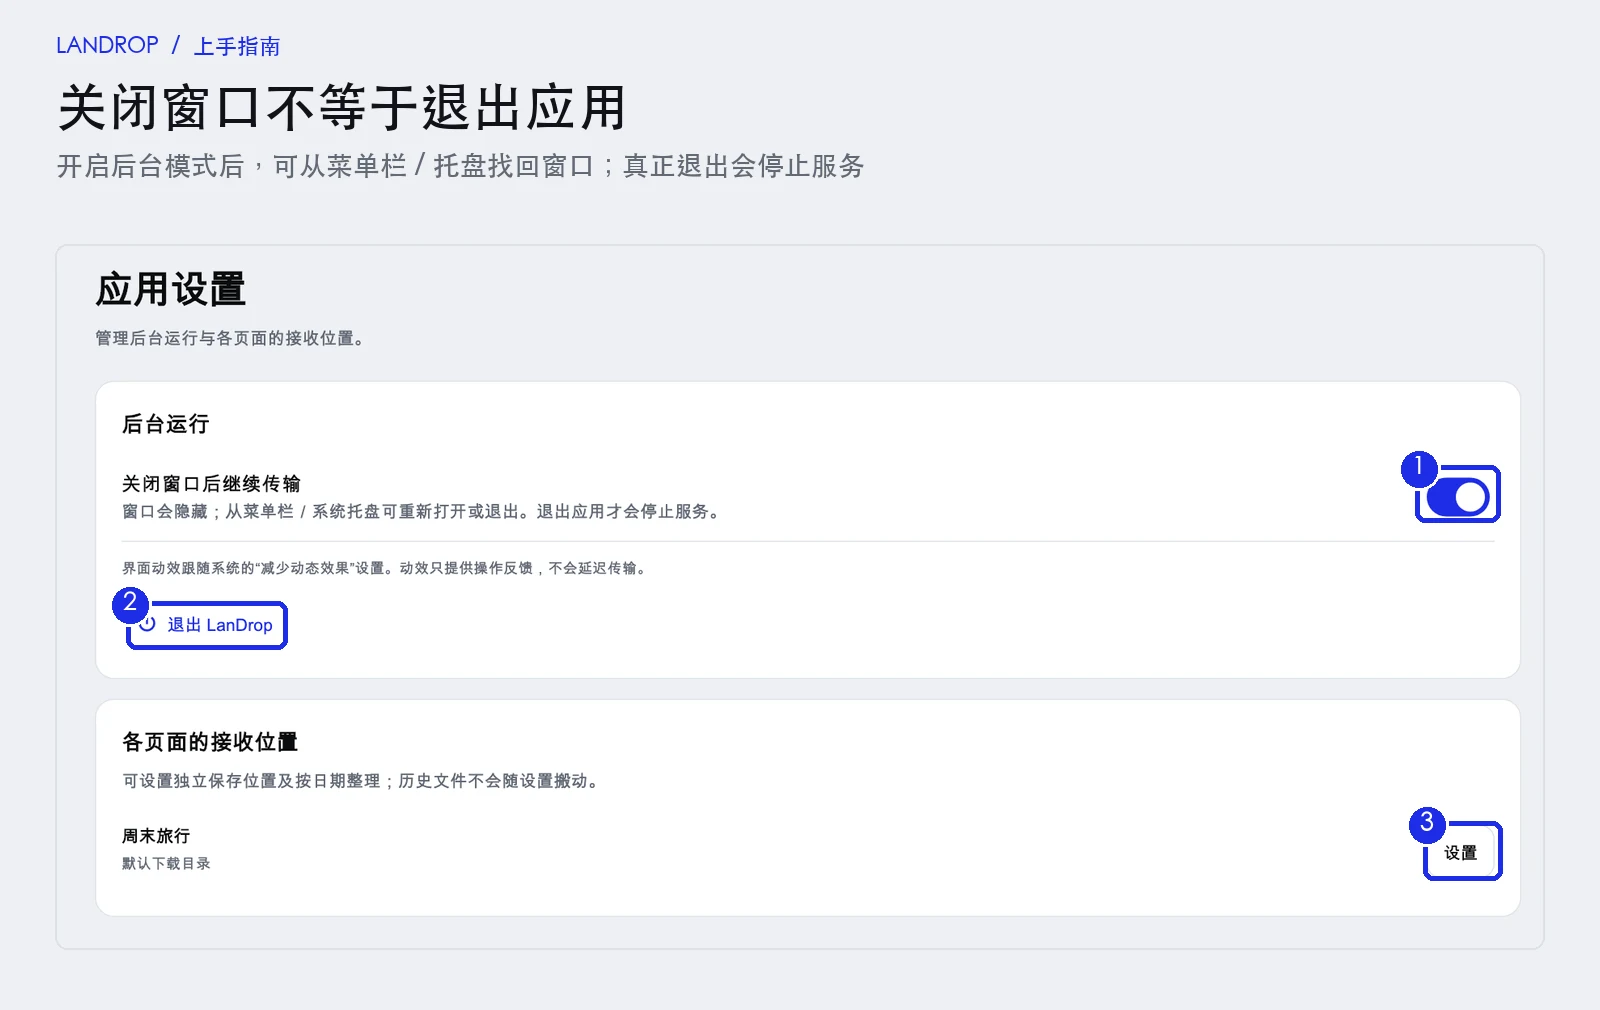 LANDROP / 上手指南
关闭窗口不等于退出应用
开启后台模式后，可从菜单栏 / 托盘找回窗口；真正退出会停止服务
应用设置
管理后台运行与各页面的接收位置。
后台运行
关闭窗口后继续传输
窗口会隐藏；从菜单栏 / 系统托盘可重新打开或退出。退出应用才会停止服务。
1
界面动效跟随系统的“减少动态效果”设置。动效只提供操作反馈，不会延迟传输。
2
退出 LanDrop
各页面的接收位置
可设置独立保存位置及按日期整理；历史文件不会随设置搬动。
周末旅行
默认下载目录
3
设置